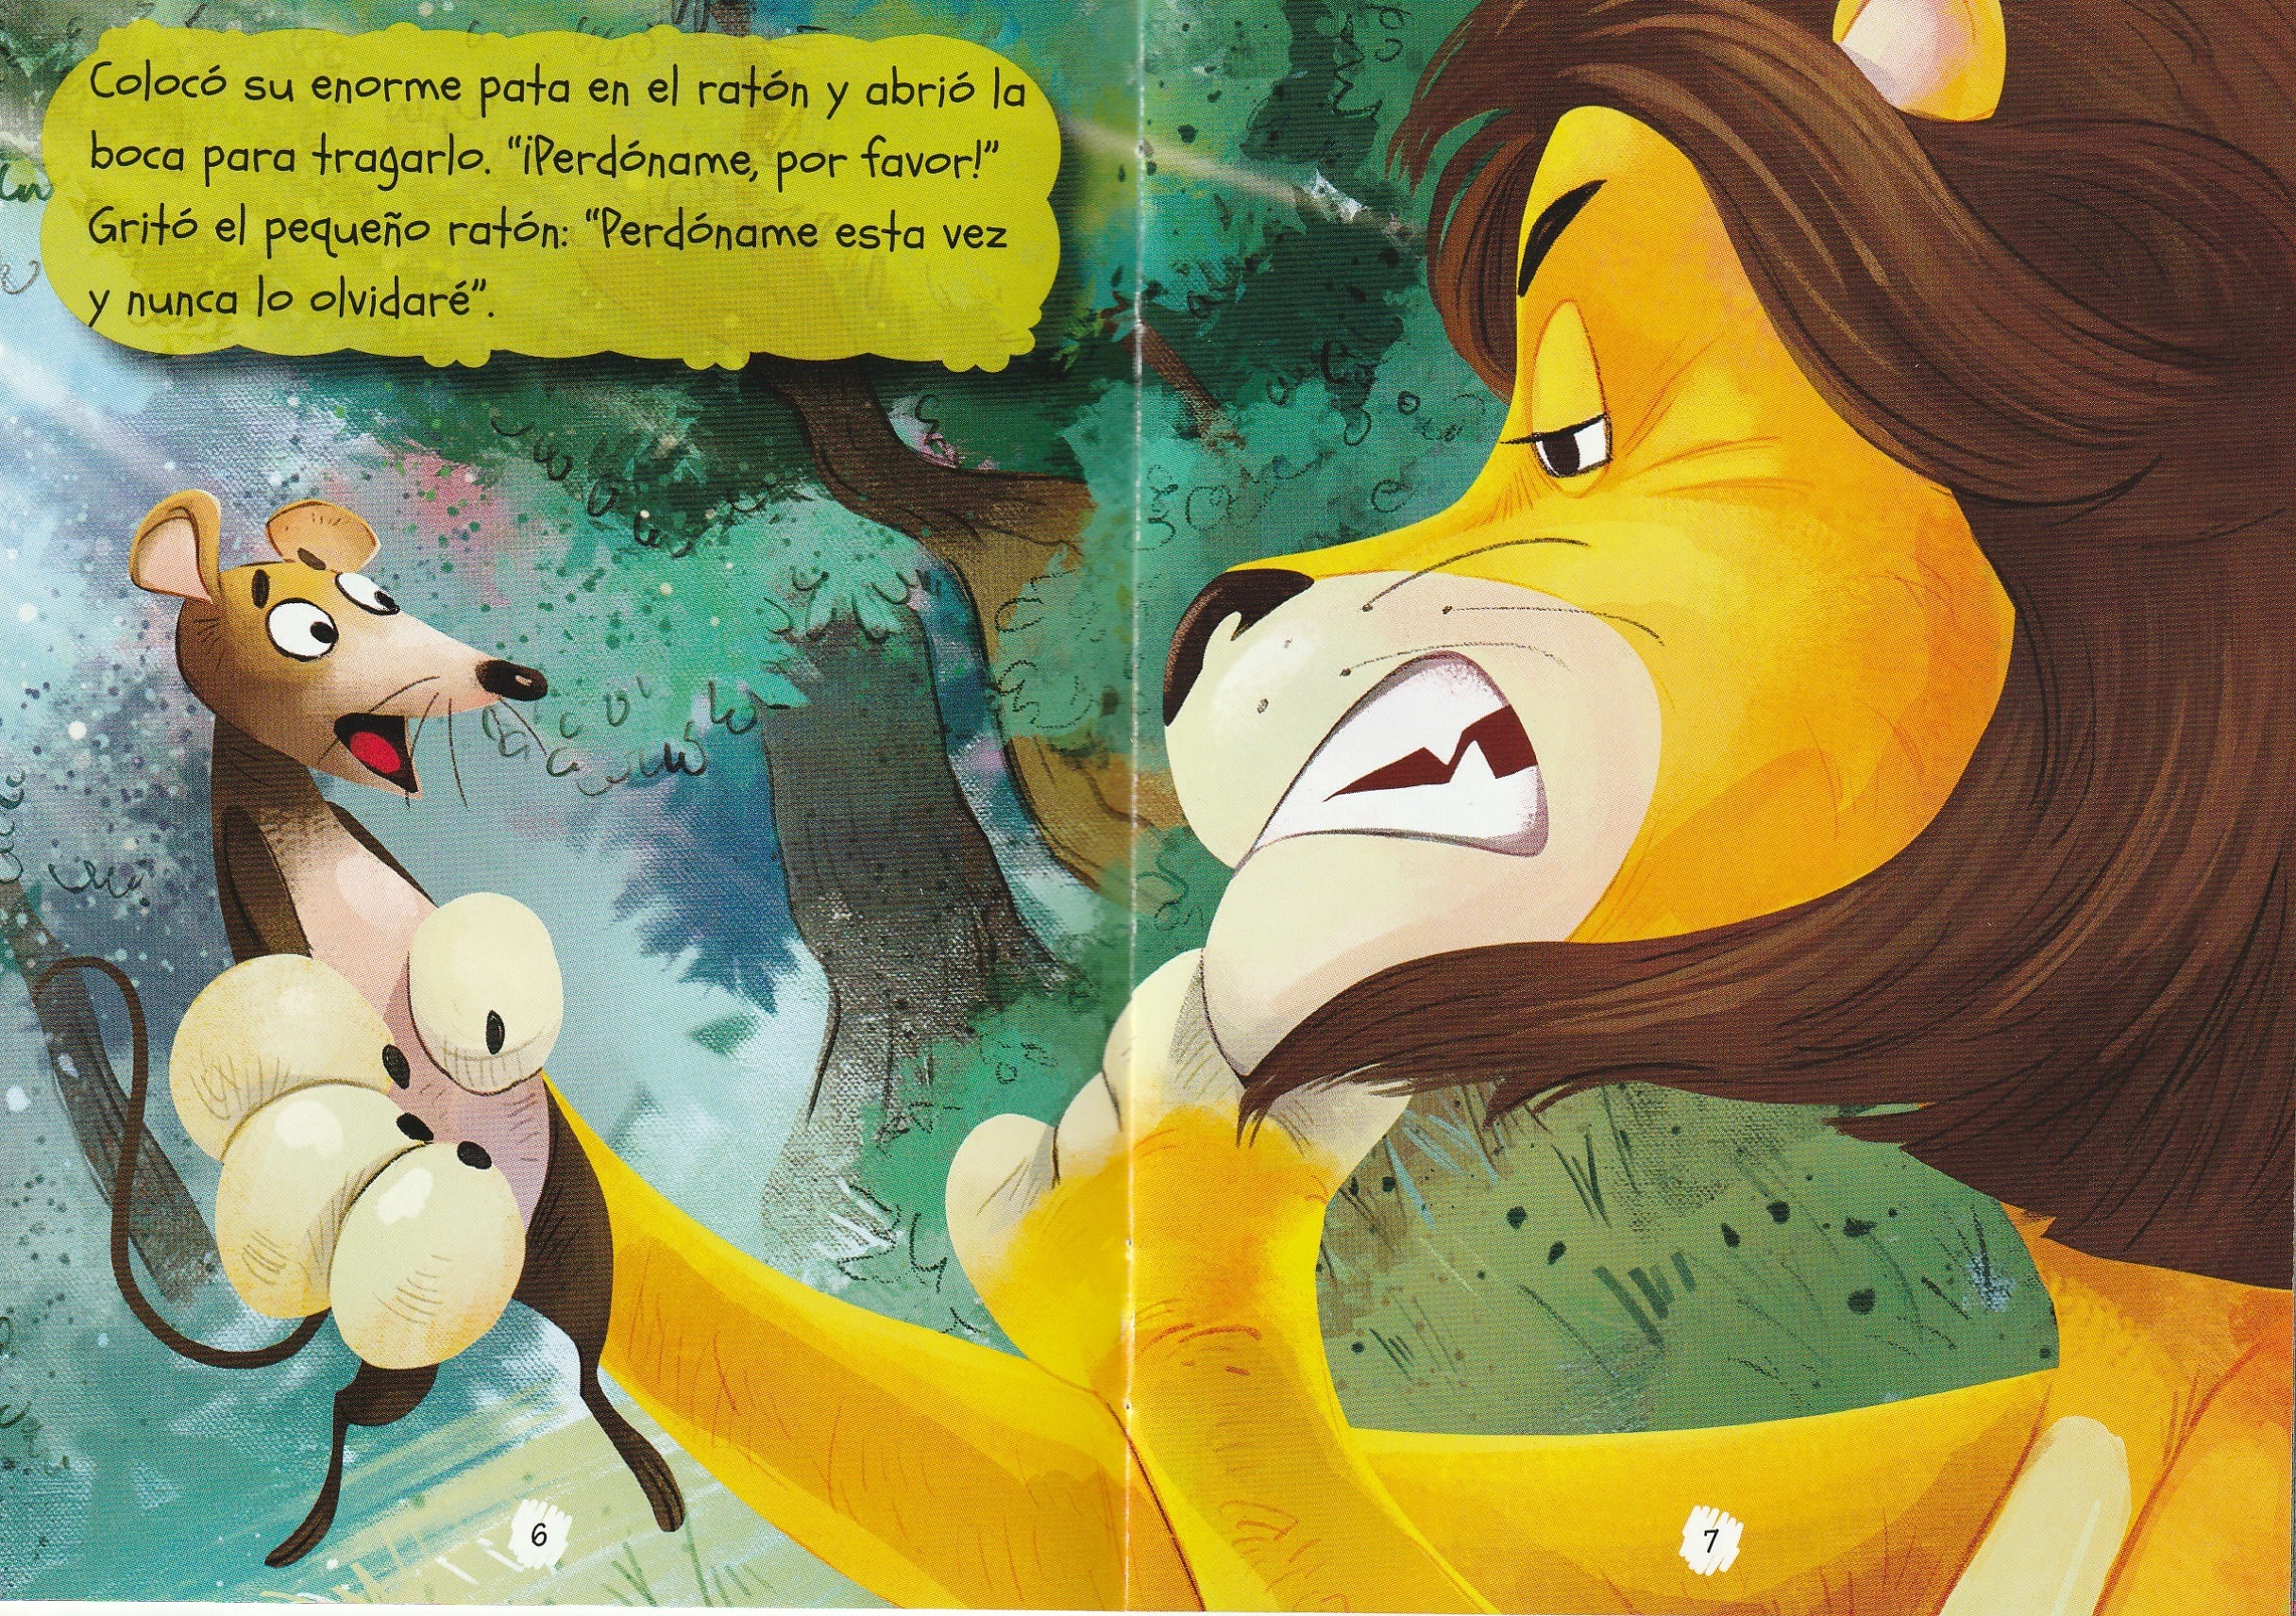 Colocó su enorme pata en el ratón y abrió la
boca para tragarlo. “¡Perdóname, por favor!”
Gritó el pequeño ratón: “Perdóname esta vez
y nunca lo olvidaré”.
6
7